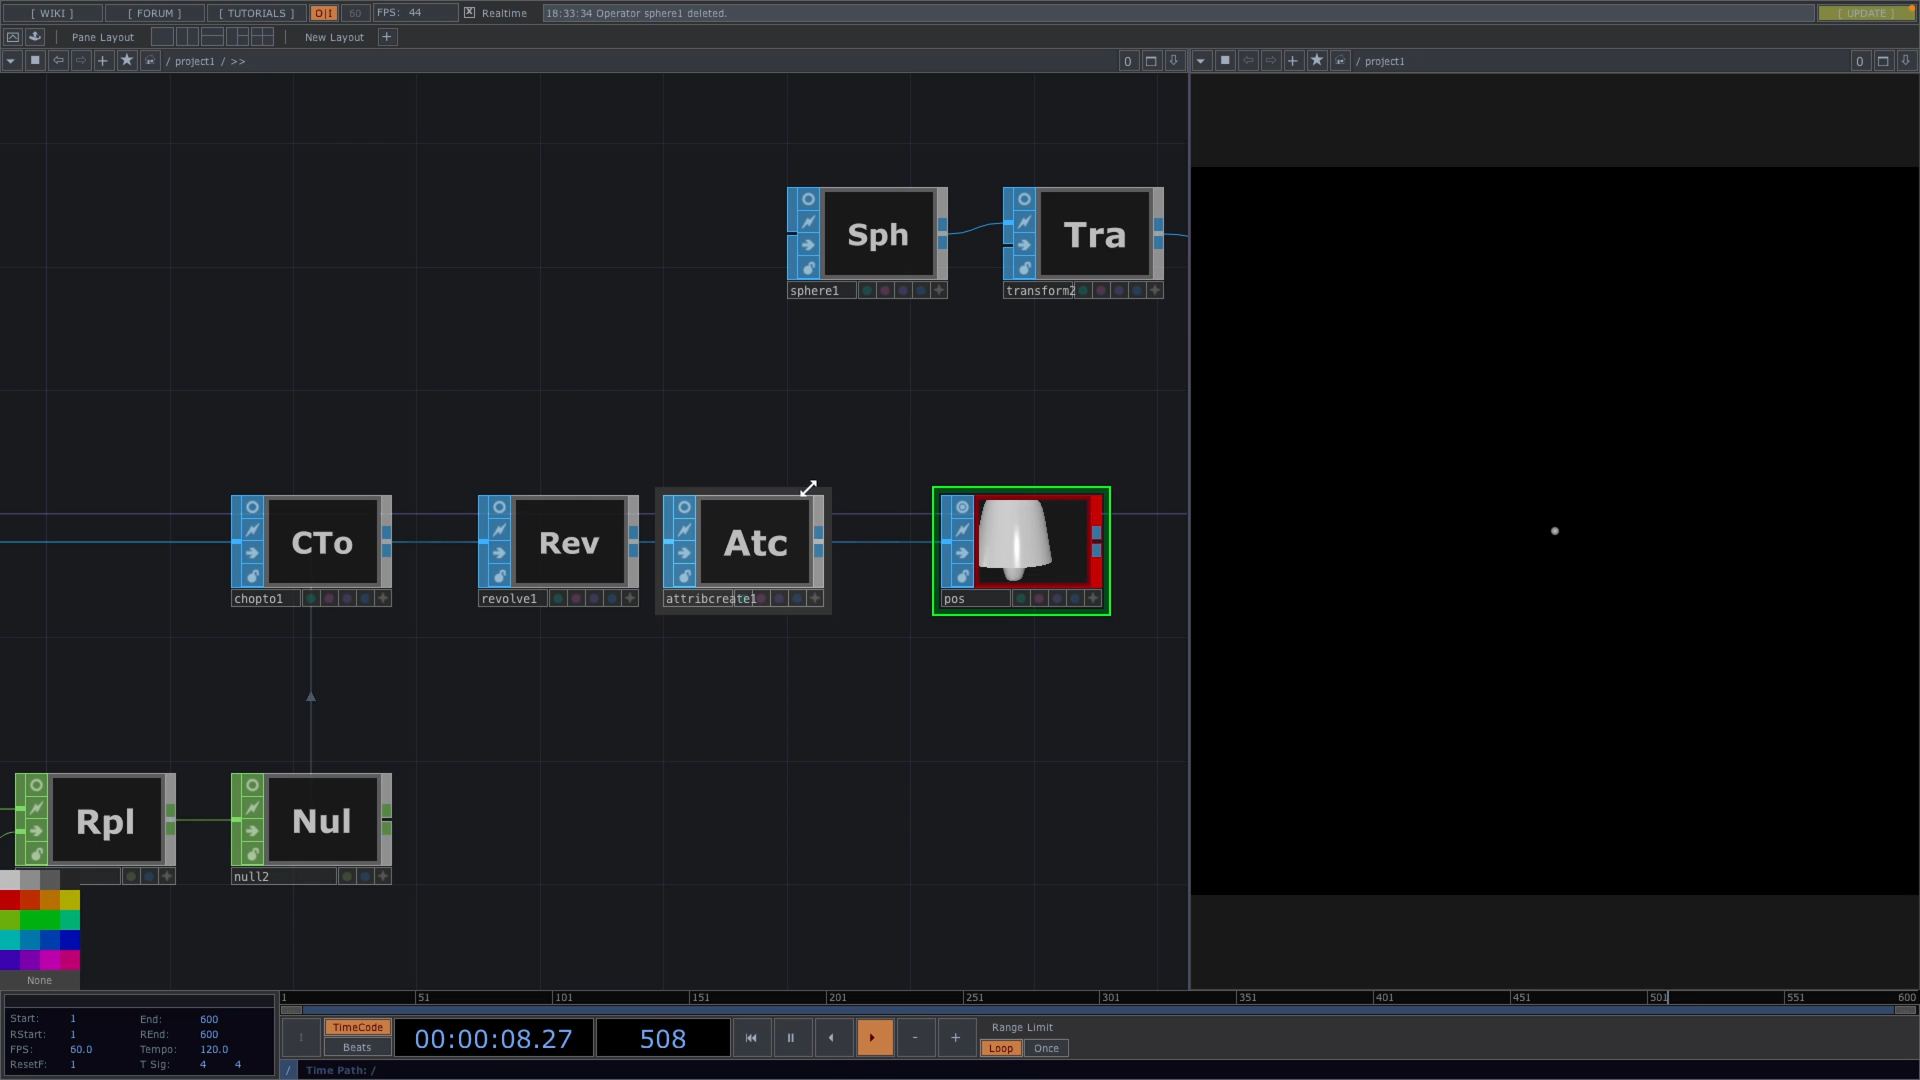 [ WIKI ]
[ FORUM ]
[ TUTORIALS ]
O|I
60
FPS: 44
Realtime
18:33:34 Operator sphere1 deleted.
[ UPDATE ]
Pane Layout
New Layout
+
/ project1 / >>
0
/ project1
0
Sph
Tra
sphere1
transform2
CTo
Rev
Atc
chopto1
revolve1
attribcreate1
pos
Rpl
Nul
null2
None
1
51
101
151
201
251
301
351
401
451
501
551
600
Start: 1
End: 600
RStart: 1
REnd: 600
FPS: 60.0
Tempo: 120.0
ResetF: 1
T Sig: 4 4
1
TimeCode
Beats
00:00:08.27
508
-
+
Range Limit
Loop
Once
/
Time Path: /